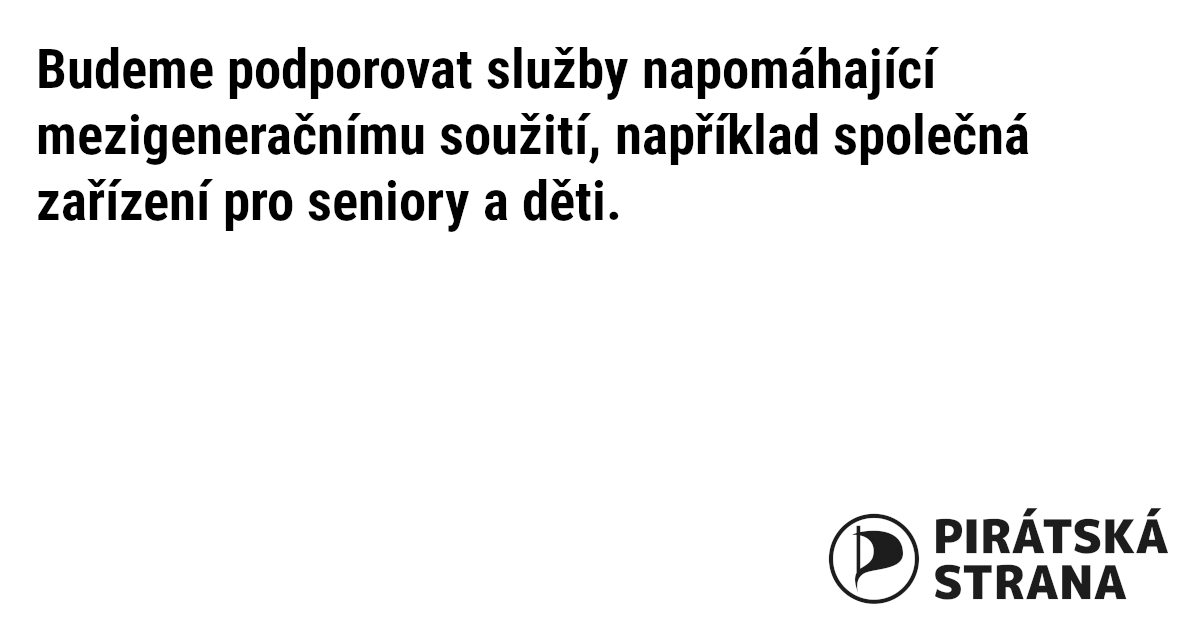 Budeme podporovat služby napomáhající
mezigeneračnímu soužití, například společná
zařízení pro seniory a děti.
PIRÁTSKÁ
STRANA